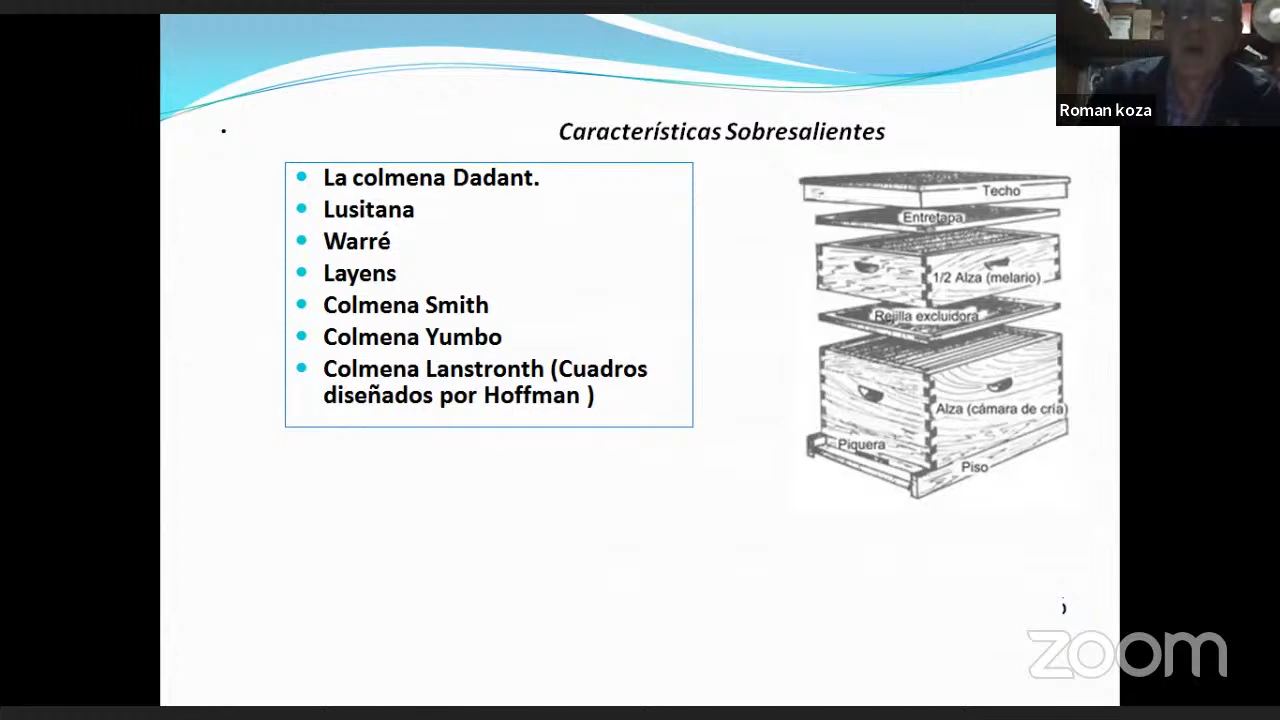 Roman koza
Características Sobresalientes
La colmena Dadant.
Lusitana
Warré
Layens
Colmena Smith
Colmena Yumbo
Colmena Lanstronth (Cuadros
diseñados por Hoffman )
Techo
Entretapa
1/2 Alza (melario)
Rejilla excluidora
Alza (cámara de cría)
Piquera
Piso
zoom